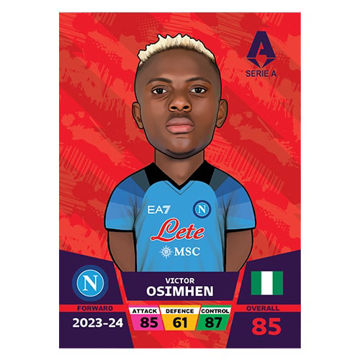 SERIE A
EA7
N
Lete
MSC
VICTOR
OSIMHEN
N
FORWARD
2023-24
ATTACK DEFENCE CONTROL
85 61 87
OVERALL
85